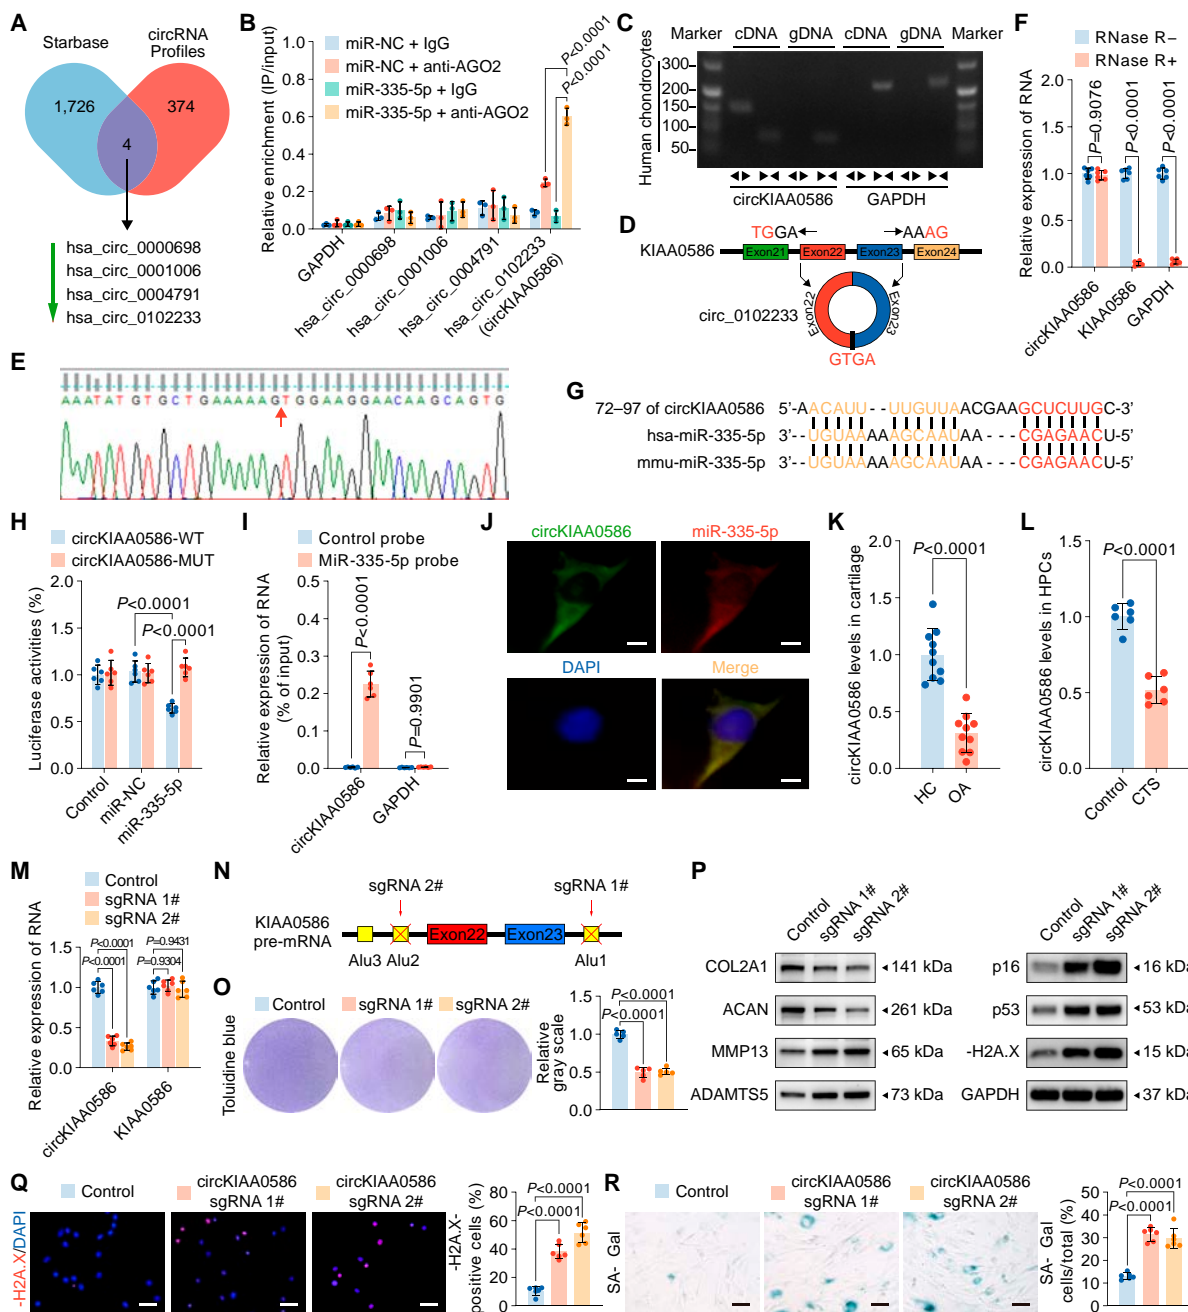 A
Starbase
circRNA
Profiles
1,726
374
4
hsa_circ_0000698
hsa_circ_0001006
hsa_circ_0004791
hsa_circ_0102233
B
Relative enrichment (IP/input)
1.0
0.8
0.6
0.4
0.2
0.0
miR-NC + IgG
miR-NC + anti-AGO2
miR-335-5p + IgG
miR-335-5p + anti-AGO2
P<0.0001
P<0.0001
GAPDH
hsa_circ_0000698
hsa_circ_0001006
hsa_circ_0004791
hsa_circ_0102233
(circKIAA0586)
C
Human chondrocytes
Marker
cDNA
gDNA
cDNA
gDNA
Marker
300
200
150
100
50
300
200
150
100
50
circKIAA0586
GAPDH
D
TGGA
AAAG
KIAA0586
Exon21
Exon22
Exon23
Exon24
circ_0102233
Exon22
Exon23
GTGA
E
AAATATGTGCTGAAAAAGTGGAAGGAACAAGCAGTG
F
RNase R−
RNase R+
Relative expression of RNA
2.0
1.5
1.0
0.5
0.0
P=0.9076
P<0.0001
P<0.0001
circKIAA0586
KIAA0586
GAPDH
G
72–97 of circKIAA0586
5’-AACAUU--UUGUUAACGAAGCUCUUGC-3’
hsa-miR-335-5p
3’--UGUAAAAAGCAAUAA---CGAGAACU-5’
mmu-miR-335-5p
3’--UGUAAAAAGCAAUAA---CGAGAACU-5’
H
circKIAA0586-WT
circKIAA0586-MUT
Luciferase activities (%)
2.0
1.5
1.0
0.5
0.0
P<0.0001
P<0.0001
Control
miR-NC
miR-335-5p
I
Control probe
MiR-335-5p probe
Relative expression of RNA
(% of input)
0.5
0.4
0.3
0.2
0.1
0.0
P<0.0001
P=0.9901
circKIAA0586
GAPDH
J
circKIAA0586
miR-335-5p
DAPI
Merge
K
circKIAA0586 levels in cartilage
2.0
1.5
1.0
0.5
0.0
P<0.0001
HC
OA
L
circKIAA0586 levels in HPCs
1.5
1.0
0.5
0.0
P<0.0001
Control
CTS
M
Control
sgRNA 1#
sgRNA 2#
Relative expression of RNA
1.5
1.0
0.5
0.0
P<0.0001
P<0.0001
P=0.9431
P=0.9304
circKIAA0586
KIAA0586
N
sgRNA 2#
sgRNA 1#
KIAA0586
pre-mRNA
Exon22
Exon23
Alu3
Alu2
Alu1
O
Control
sgRNA 1#
sgRNA 2#
Toluidine blue
Relative
gray scale
1.5
1.0
0.5
0.0
P<0.0001
P<0.0001
P
Control
sgRNA 1#
sgRNA 2#
COL2A1
141 kDa
ACAN
261 kDa
MMP13
65 kDa
ADAMTS5
73 kDa
Control
sgRNA 1#
sgRNA 2#
p16
16 kDa
p53
53 kDa
-H2A.X
15 kDa
GAPDH
37 kDa
Q
Control
circKIAA0586
sgRNA 1#
circKIAA0586
sgRNA 2#
-H2A.X/DAPI
-H2A.X-
positive cells (%)
80
60
40
20
0
P<0.0001
P<0.0001
R
Control
circKIAA0586
sgRNA 1#
circKIAA0586
sgRNA 2#
SA- Gal
SA- Gal
cells/total (%)
50
40
30
20
10
0
P<0.0001
P<0.0001